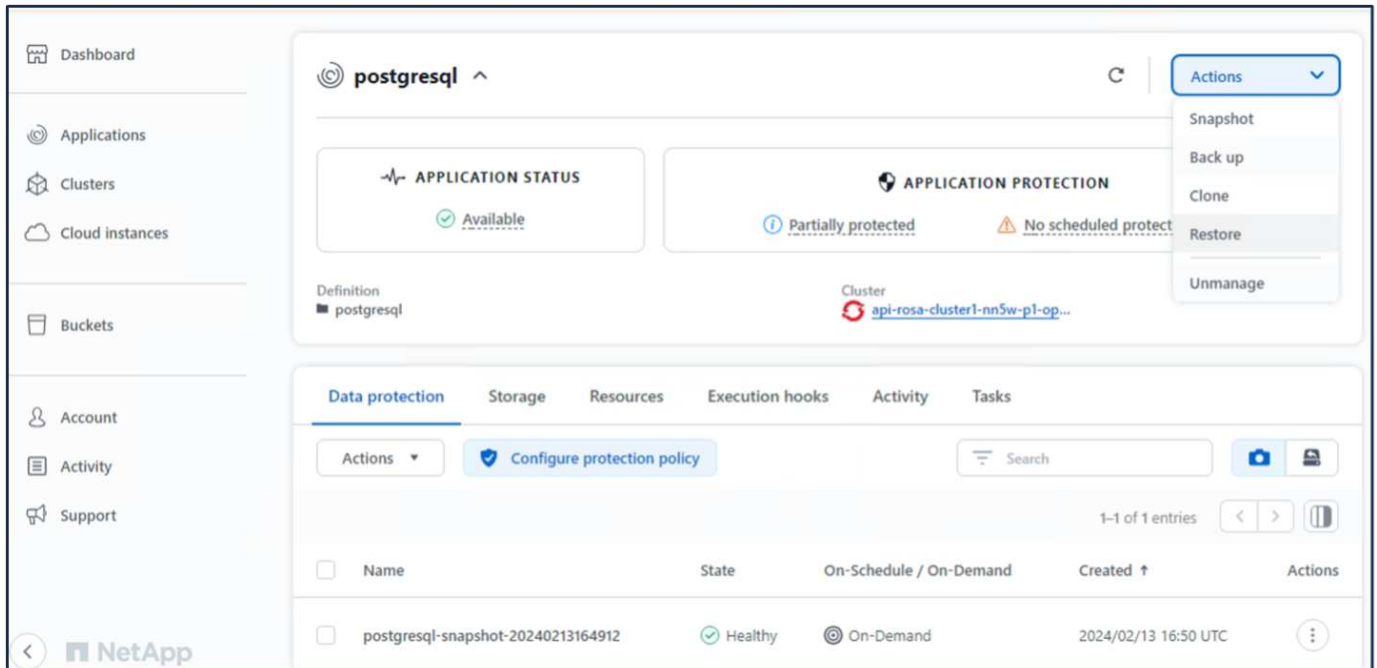 Dashboard
Applications
Clusters
Cloud instances
Buckets
Account
Activity
Support
NetApp
postgresql
Actions
Snapshot
Back up
Clone
Restore
Unmanage
APPLICATION STATUS
Available
APPLICATION PROTECTION
Partially protected
No scheduled protect
Definition
postgresql
Cluster
api-rosa-cluster1-nn5w-p1-op...
Data protection Storage Resources Execution hooks Activity Tasks
Actions Configure protection policy Search
1–1 of 1 entries
Name State On-Schedule / On-Demand Created ↑ Actions
postgresql-snapshot-20240213164912 Healthy On-Demand 2024/02/13 16:50 UTC